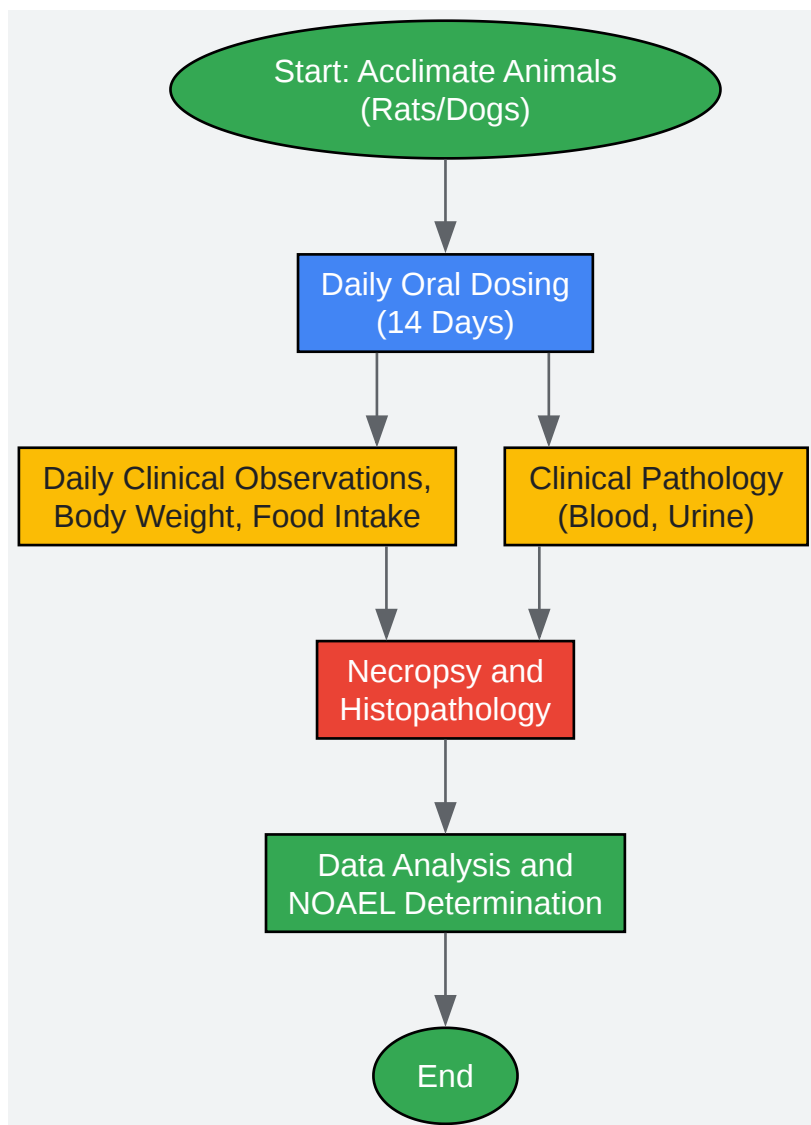 Start: Acclimate Animals
(Rats/Dogs)
Daily Oral Dosing
(14 Days)
Daily Clinical Observations,
Body Weight, Food Intake
Clinical Pathology
(Blood, Urine)
Necropsy and
Histopathology
Data Analysis and
NOAEL Determination
End